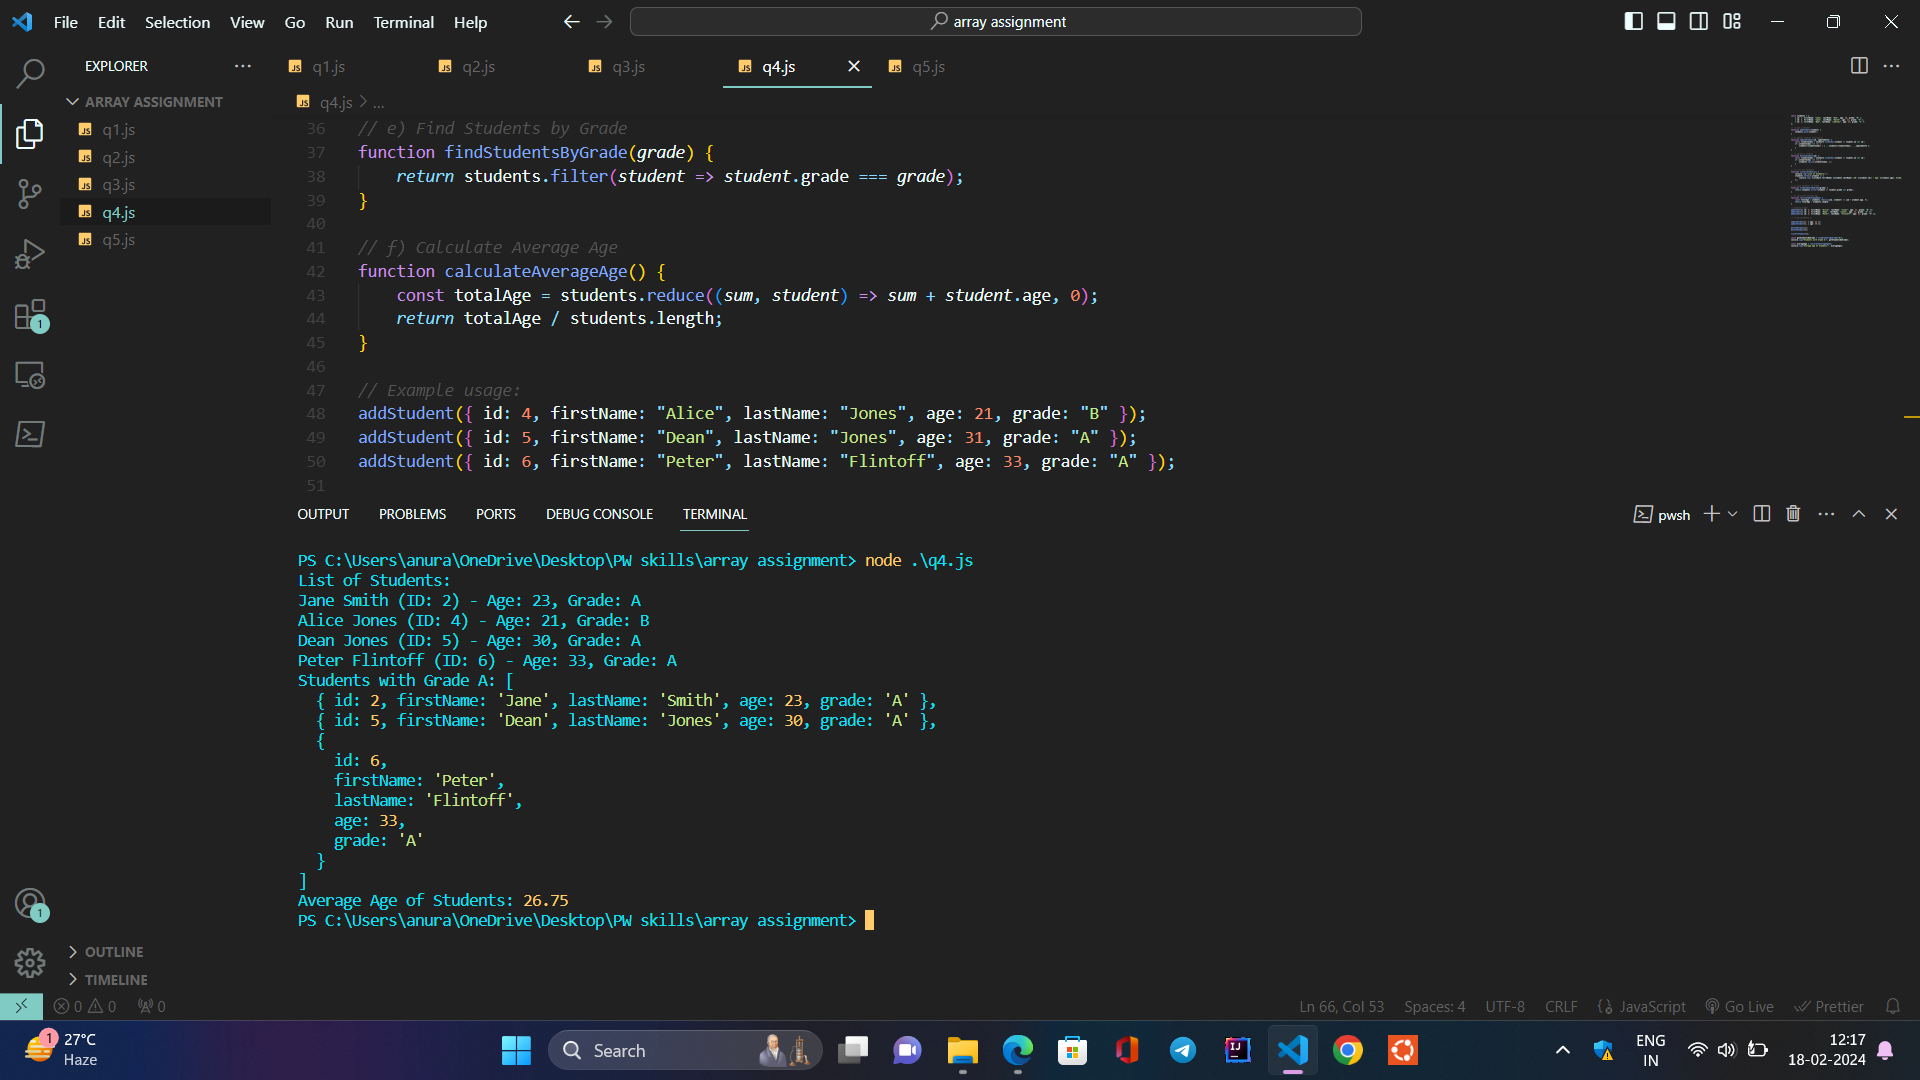 File Edit Selection View Go Run Terminal Help
array assignment
EXPLORER
q1.js q2.js q3.js q4.js q5.js
ARRAY ASSIGNMENT
q1.js
q2.js
q3.js
q4.js
q5.js
q4.js > ...
36 // e) Find Students by Grade
37 function findStudentsByGrade(grade) {
38 return students.filter(student => student.grade === grade);
39 }
40
41 // f) Calculate Average Age
42 function calculateAverageAge() {
43 const totalAge = students.reduce((sum, student) => sum + student.age, 0);
44 return totalAge / students.length;
45 }
46
47 // Example usage:
48 addStudent({ id: 4, firstName: "Alice", lastName: "Jones", age: 21, grade: "B" });
49 addStudent({ id: 5, firstName: "Dean", lastName: "Jones", age: 31, grade: "A" });
50 addStudent({ id: 6, firstName: "Peter", lastName: "Flintoff", age: 33, grade: "A" });
51
OUTPUT PROBLEMS PORTS DEBUG CONSOLE TERMINAL
pwsh
PS C:\Users\anura\OneDrive\Desktop\PW skills\array assignment> node .\q4.js
List of Students:
Jane Smith (ID: 2) - Age: 23, Grade: A
Alice Jones (ID: 4) - Age: 21, Grade: B
Dean Jones (ID: 5) - Age: 30, Grade: A
Peter Flintoff (ID: 6) - Age: 33, Grade: A
Students with Grade A: [
{ id: 2, firstName: 'Jane', lastName: 'Smith', age: 23, grade: 'A' },
{ id: 5, firstName: 'Dean', lastName: 'Jones', age: 30, grade: 'A' },
{
id: 6,
firstName: 'Peter',
lastName: 'Flintoff',
age: 33,
grade: 'A'
}
]
Average Age of Students: 26.75
PS C:\Users\anura\OneDrive\Desktop\PW skills\array assignment>
1
1
OUTLINE
TIMELINE
0 0 0
Ln 66, Col 53 Spaces: 4 UTF-8 CRLF JavaScript Go Live Prettier
1
27°C
Haze
Search
ENG
IN
12:17
18-02-2024